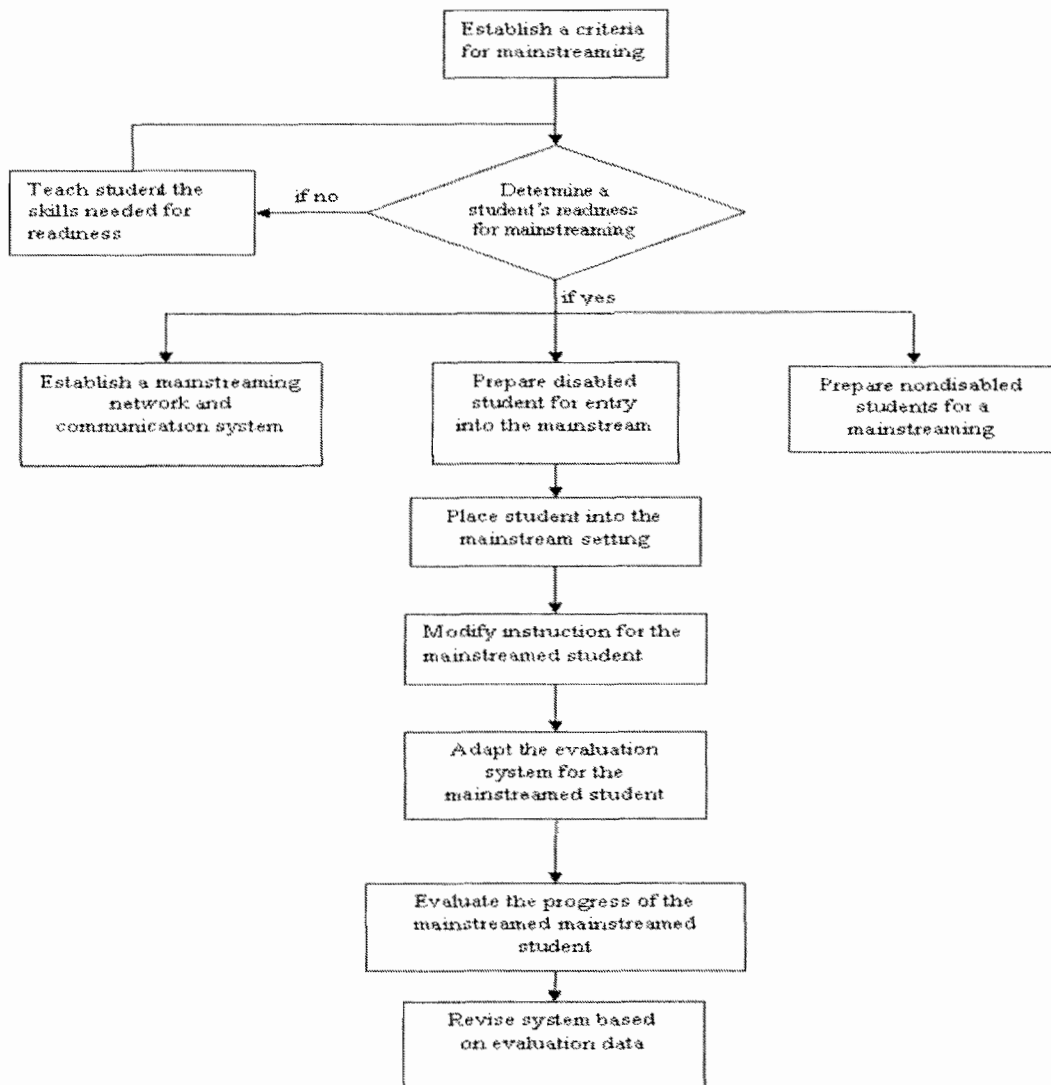 Establish a criteria
for mainstreaming
Teach student the
skills needed for
readiness
if no
Determine a
student's readiness
for mainstreaming
if yes
Establish a mainstreaming
network and
communication system
Prepare disabled
student for entry
into the mainstream
Prepare nondisabled
students for a
mainstreaming
Place student into the
mainstream setting
Modify instruction for the
mainstreamed student
Adapt the evaluation
system for the
mainstreamed student
Evaluate the progress of the
mainstreamed mainstreamed
student
Revise system based
on evaluation data